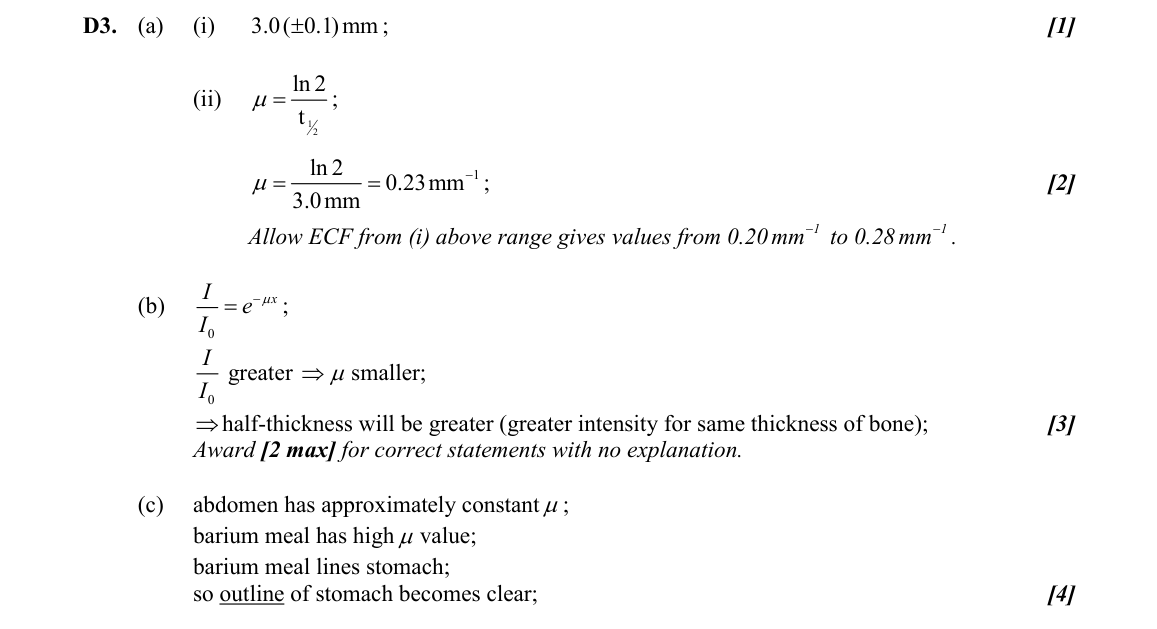 D3. (a) (i) 3.0(±0.1) mm ; [1]
(ii) μ = ln 2 / t½ ;
μ = ln 2 / 3.0 mm = 0.23 mm⁻¹ ; [2]
Allow ECF from (i) above range gives values from 0.20 mm⁻¹ to 0.28 mm⁻¹ .
(b) I / I₀ = e^(−μx) ;
I / I₀ greater ⇒ μ smaller;
⇒ half-thickness will be greater (greater intensity for same thickness of bone); [3]
Award [2 max] for correct statements with no explanation.
(c) abdomen has approximately constant μ ;
barium meal has high μ value;
barium meal lines stomach;
so outline of stomach becomes clear; [4]